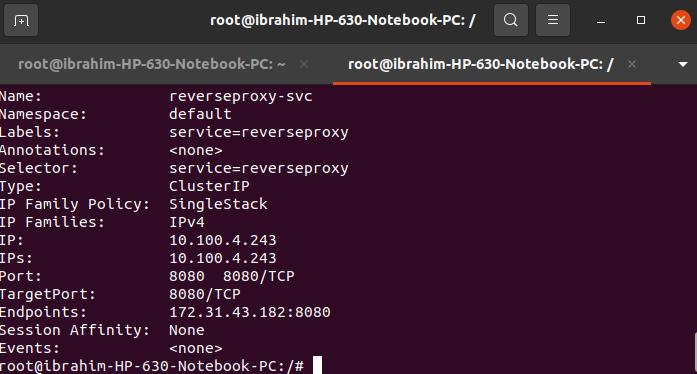 root@ibrahim-HP-630-Notebook-PC: /
root@ibrahim-HP-630-Notebook-PC: ~
root@ibrahim-HP-630-Notebook-PC: /
Name: reverseproxy-svc
Namespace: default
Labels: service=reverseproxy
Annotations: <none>
Selector: service=reverseproxy
Type: ClusterIP
IP Family Policy: SingleStack
IP Families: IPv4
IP: 10.100.4.243
IPs: 10.100.4.243
Port: 8080 8080/TCP
TargetPort: 8080/TCP
Endpoints: 172.31.43.182:8080
Session Affinity: None
Events: <none>
root@ibrahim-HP-630-Notebook-PC:/#